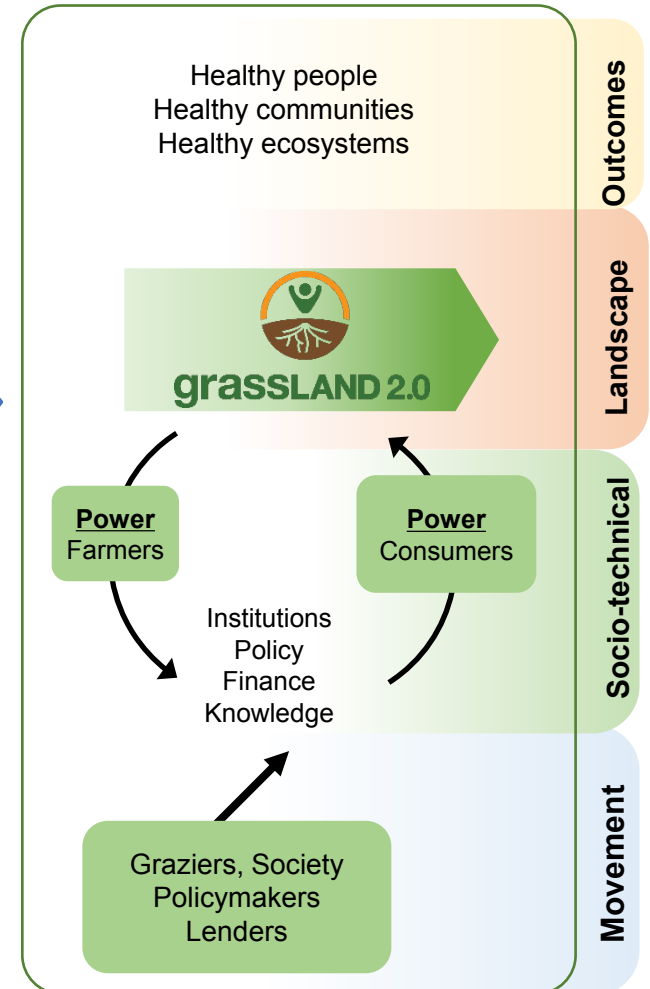 Healthy people
Healthy communities
Healthy ecosystems
Outcomes
grassLAND 2.0
Landscape
Power
Farmers
Power
Consumers
Institutions
Policy
Finance
Knowledge
Socio-technical
Graziers, Society
Policymakers
Lenders
Movement